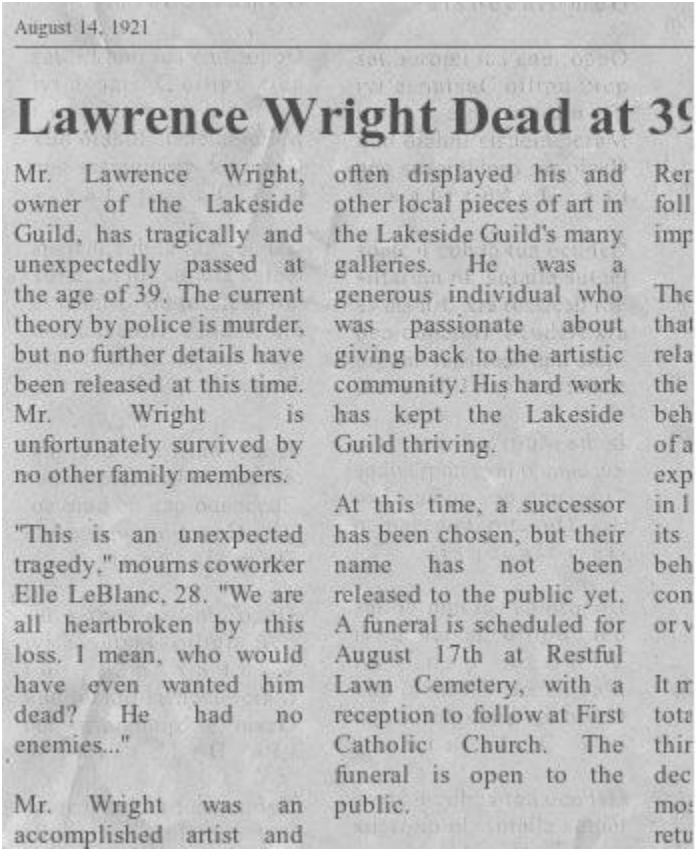 August 14, 1921
Lawrence Wright Dead at 39
Mr. Lawrence Wright,
owner of the Lakeside
Guild, has tragically and
unexpectedly passed at
the age of 39. The current
theory by police is murder,
but no further details have
been released at this time.
Mr. Wright is
unfortunately survived by
no other family members.
"This is an unexpected
tragedy," mourns coworker
Elle LeBlanc, 28. "We are
all heartbroken by this
loss. I mean, who would
have even wanted him
dead? He had no
enemies..."
Mr. Wright was an
accomplished artist and
often displayed his and
other local pieces of art in
the Lakeside Guild's many
galleries. He was a
generous individual who
was passionate about
giving back to the artistic
community. His hard work
has kept the Lakeside
Guild thriving.
At this time, a successor
has been chosen, but their
name has not been
released to the public yet.
A funeral is scheduled for
August 17th at Restful
Lawn Cemetery, with a
reception to follow at First
Catholic Church. The
funeral is open to the
public.